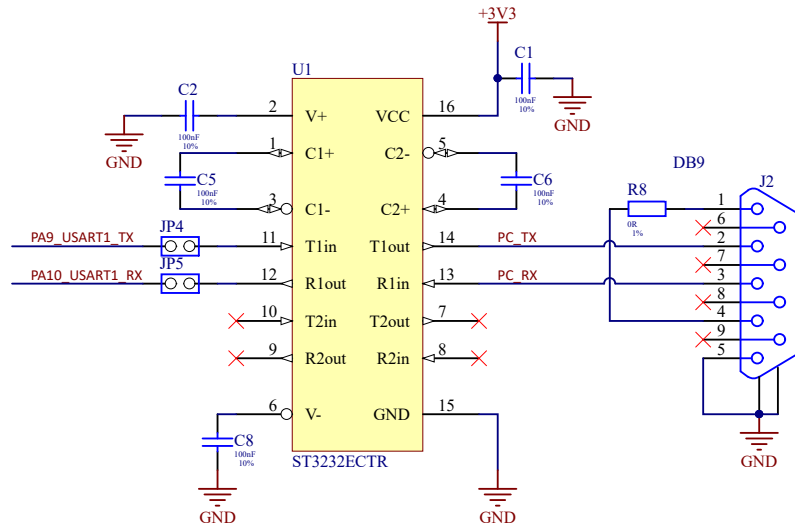 +3V3
U1
C1
100nF
10%
GND
C2
100nF
10%
GND
2 V+ VCC 16
1 C1+ C2- 5
C5
100nF
10%
C6
100nF
10%
3 C1- C2+ 4
PA9_USART1_TX JP4 11 T1in T1out 14 PC_TX
PA10_USART1_RX JP5 12 R1out R1in 13 PC_RX
10 T2in T2out 7
9 R2out R2in 8
6 V- GND 15
C8
100nF
10%
GND
ST3232ECTR
GND
DB9
J2
R8
0R
1%
1
6
2
7
3
8
4
9
5
GND